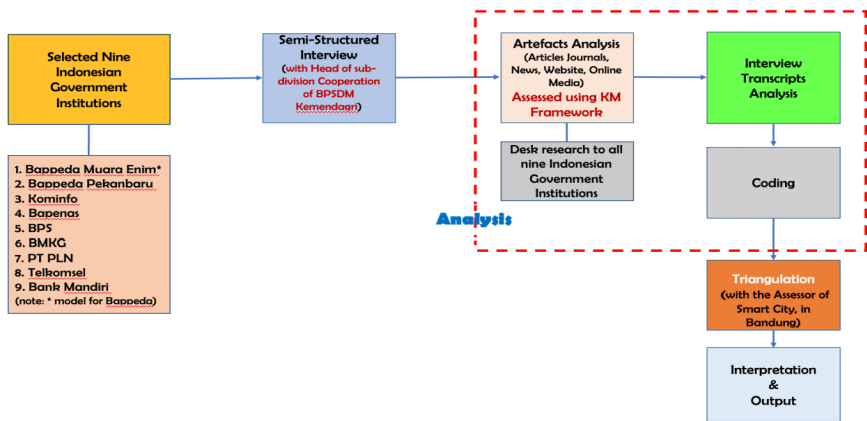 Selected Nine
Indonesian
Government
Institutions
1. Bappeda Muara Enim*
2. Bappeda Pekanbaru
3. Kominfo
4. Bapenas
5. BPS
6. BMKG
7. PT PLN
8. Telkomsel
9. Bank Mandiri
(note: * model for Bappeda)
Semi-Structured
Interview
(with Head of sub-
division Cooperation
of BPSDM
Kemendagri)
Artefacts Analysis
(Articles Journals,
News, Website, Online
Media)
Assessed using KM
Framework
Desk research to all
nine Indonesian
Government
Institutions
Analysis
Interview
Transcripts
Analysis
Coding
Triangulation
(with the Assessor of
Smart City, in
Bandung)
Interpretation
&
Output